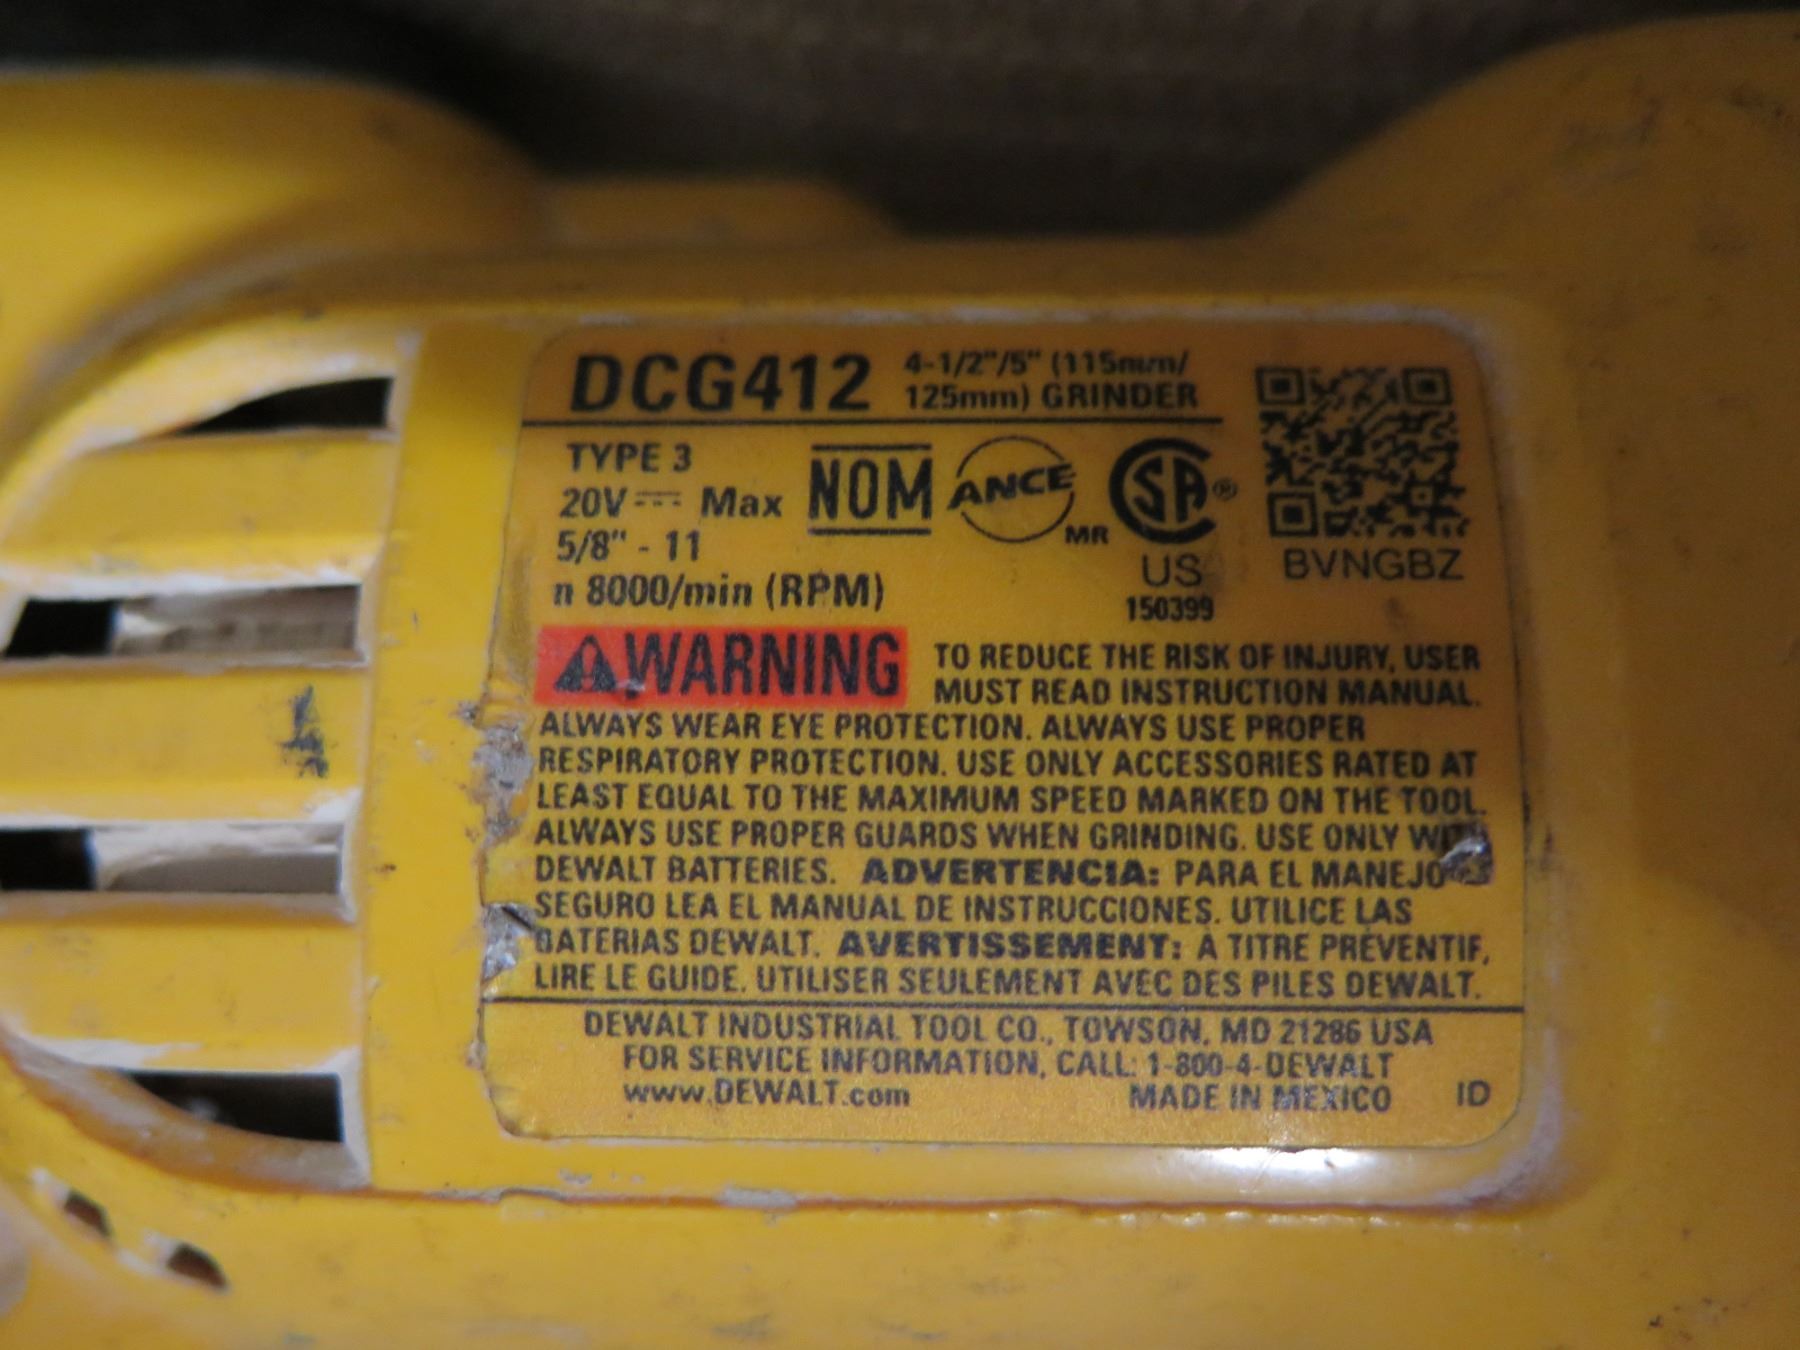 DCG412 4-1/2"/5" (115mm/
125mm) GRINDER
TYPE 3
20V Max
5/8" - 11
n 8000/min (RPM)
NOM ANCE MR CSA® US
150399
BVNGBZ
WARNING TO REDUCE THE RISK OF INJURY, USER
MUST READ INSTRUCTION MANUAL.
ALWAYS WEAR EYE PROTECTION. ALWAYS USE PROPER
RESPIRATORY PROTECTION. USE ONLY ACCESSORIES RATED AT
LEAST EQUAL TO THE MAXIMUM SPEED MARKED ON THE TOOL.
ALWAYS USE PROPER GUARDS WHEN GRINDING. USE ONLY WITH
DEWALT BATTERIES. ADVERTENCIA: PARA EL MANEJO
SEGURO LEA EL MANUAL DE INSTRUCCIONES. UTILICE LAS
BATERIAS DEWALT. AVERTISSEMENT: A TITRE PREVENTIF,
LIRE LE GUIDE. UTILISER SEULEMENT AVEC DES PILES DEWALT.
DEWALT INDUSTRIAL TOOL CO., TOWSON, MD 21286 USA
FOR SERVICE INFORMATION, CALL: 1-800-4-DEWALT
www.DEWALT.com MADE IN MEXICO ID